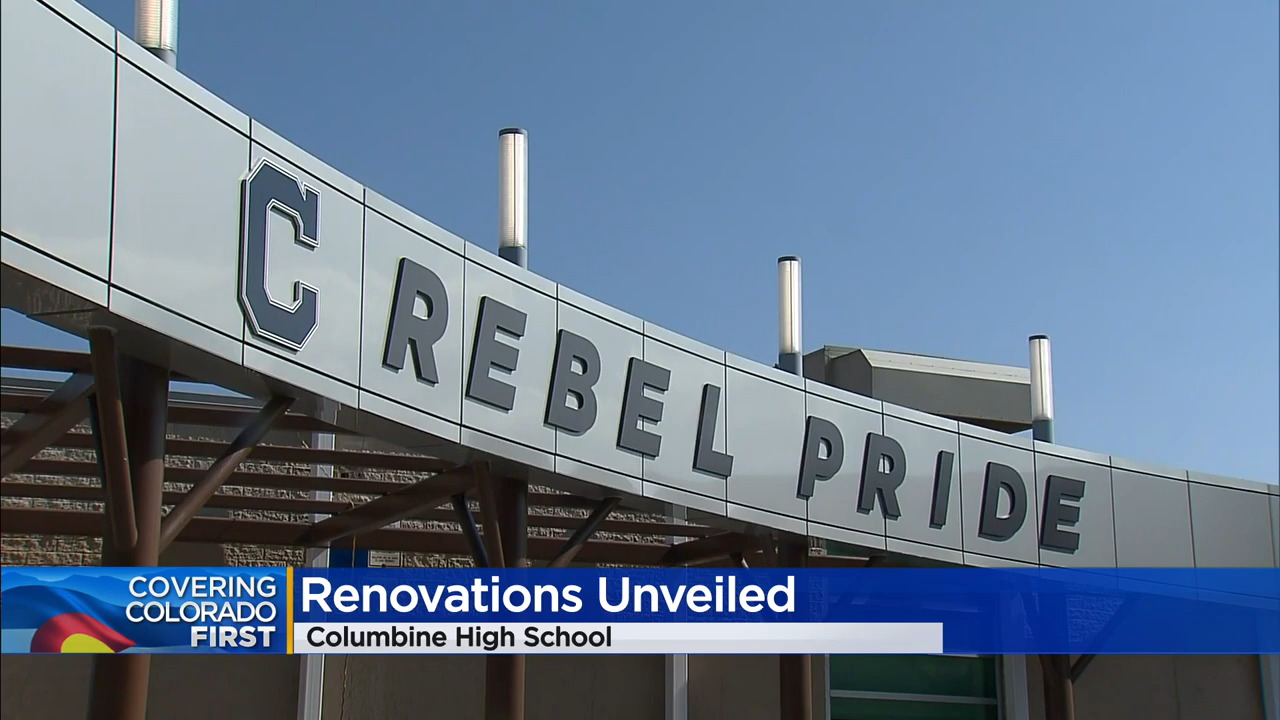 C REBEL PRIDE
COVERING
COLORADO
FIRST
Renovations Unveiled
Columbine High School